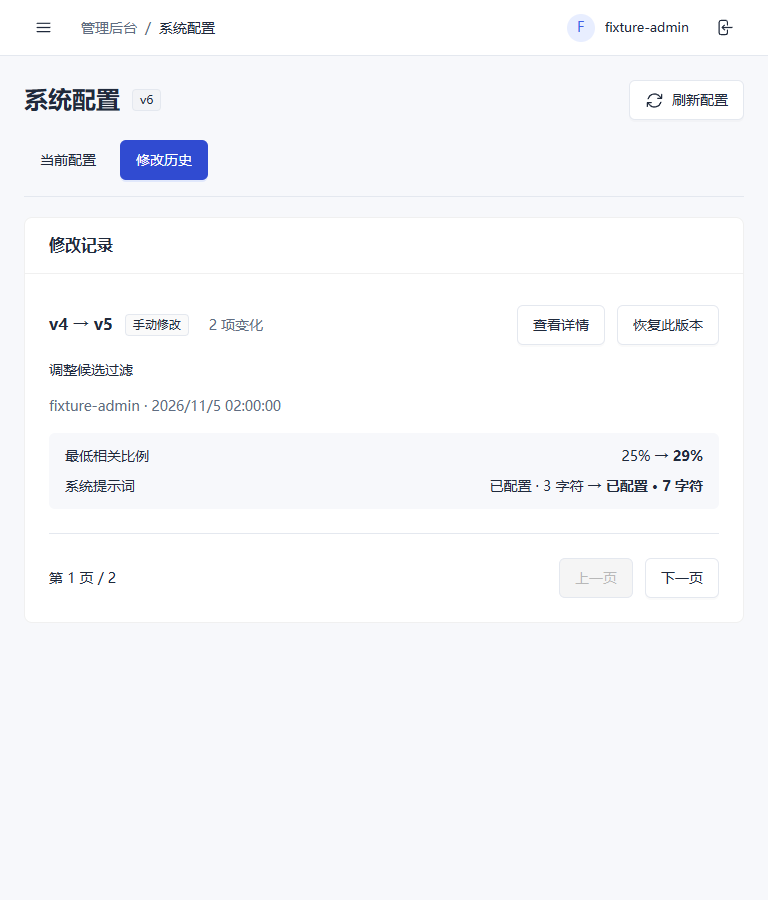 管理后台 / 系统配置
F fixture-admin
系统配置 v6
刷新配置
当前配置 修改历史
修改记录
v4 → v5 手动修改 2 项变化
查看详情 恢复此版本
调整候选过滤
fixture-admin · 2026/11/5 02:00:00
最低相关比例 25% → 29%
系统提示词 已配置 · 3 字符 → 已配置 • 7 字符
第 1 页 / 2
上一页 下一页